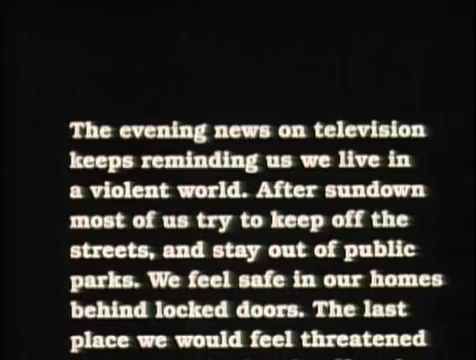 The evening news on television
keeps reminding us we live in
a violent world. After sundown
most of us try to keep off the
streets, and stay out of public
parks. We feel safe in our homes
behind locked doors. The last
place we would feel threatened